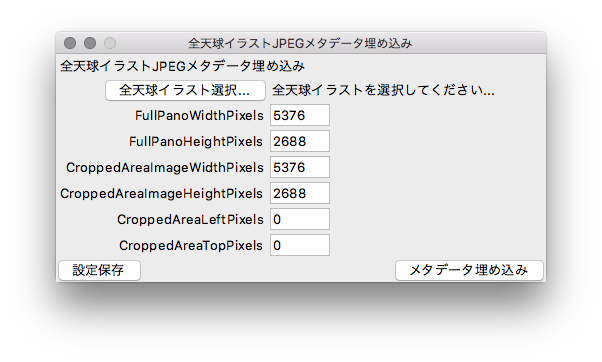 全天球イラストJPEGメタデータ埋め込み
全天球イラストJPEGメタデータ埋め込み
全天球イラスト選択... 全天球イラストを選択してください...
FullPanoWidthPixels 5376
FullPanoHeightPixels 2688
CroppedAreaImageWidthPixels 5376
CroppedAreaImageHeightPixels 2688
CroppedAreaLeftPixels 0
CroppedAreaTopPixels 0
設定保存 メタデータ埋め込み